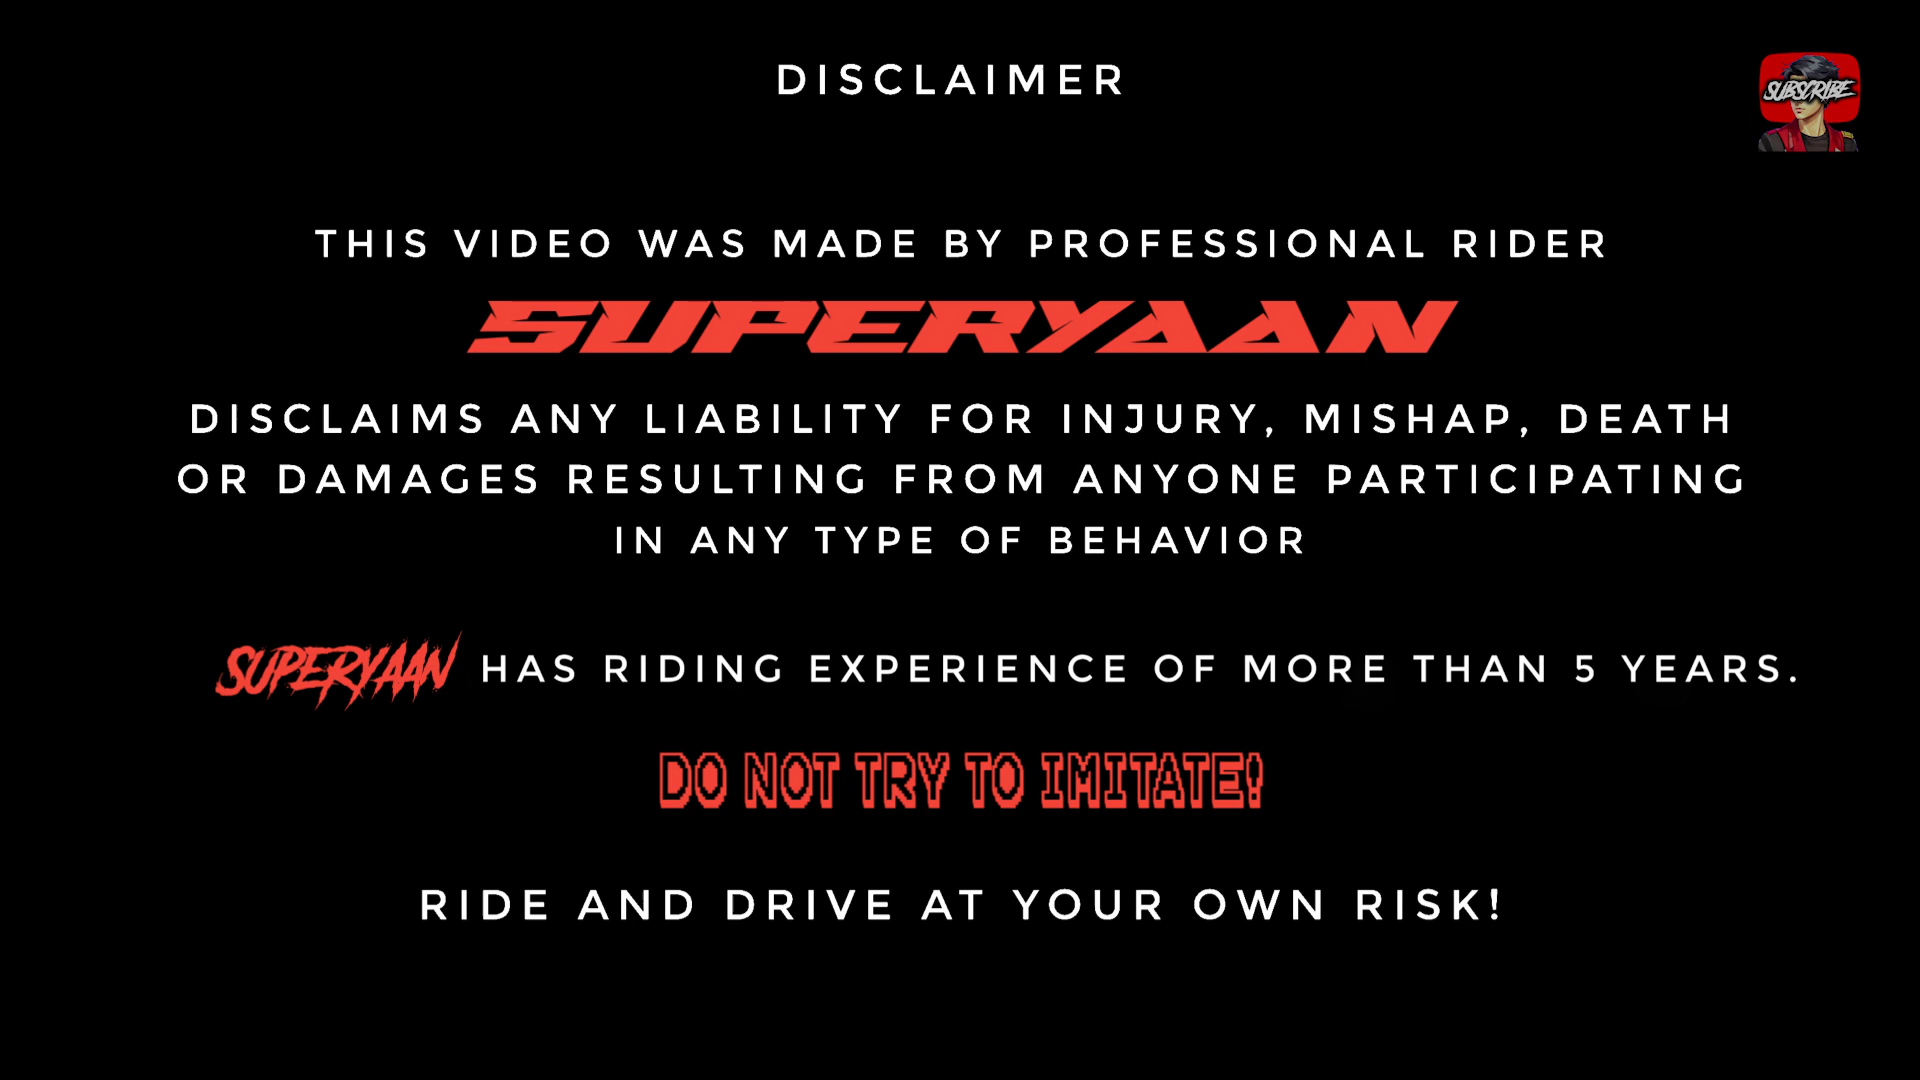 DISCLAIMER
SUBSCRIBE
THIS VIDEO WAS MADE BY PROFESSIONAL RIDER
SUPERYAAN
DISCLAIMS ANY LIABILITY FOR INJURY, MISHAP, DEATH
OR DAMAGES RESULTING FROM ANYONE PARTICIPATING
IN ANY TYPE OF BEHAVIOR
SUPERYAAN HAS RIDING EXPERIENCE OF MORE THAN 5 YEARS.
DO NOT TRY TO IMITATE!
RIDE AND DRIVE AT YOUR OWN RISK!